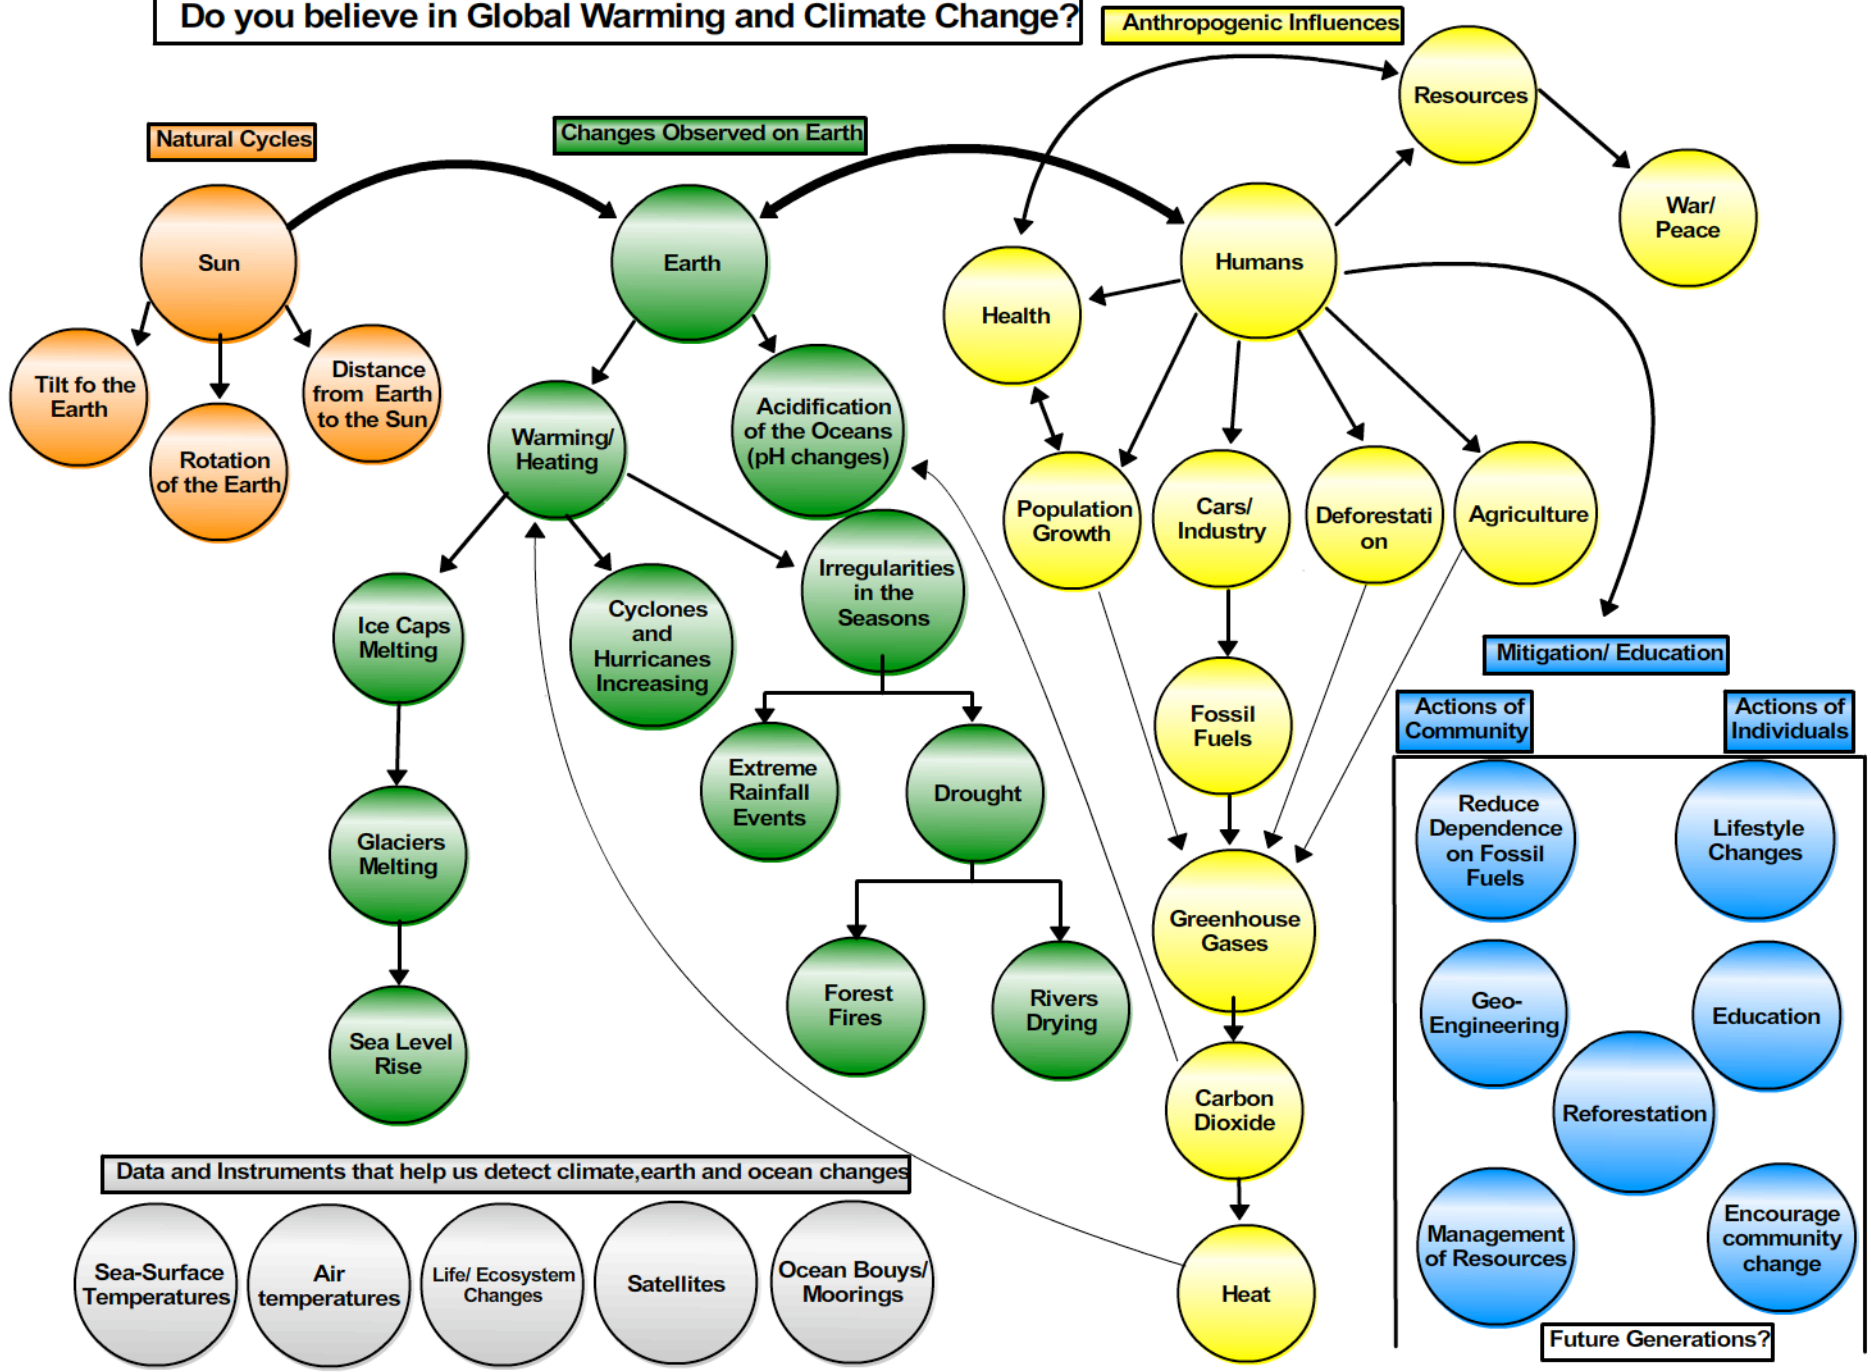 Do you believe in Global Warming and Climate Change?
Anthropogenic Influences
Resources
Natural Cycles
Changes Observed on Earth
War/
Peace
Sun
Earth
Humans
Health
Tilt fo the
Earth
Distance
from Earth
to the Sun
Rotation
of the Earth
Warming/
Heating
Acidification
of the Oceans
(pH changes)
Population
Growth
Cars/
Industry
Deforestati
on
Agriculture
Ice Caps
Melting
Cyclones
and
Hurricanes
Increasing
Irregularities
in the
Seasons
Mitigation/ Education
Fossil
Fuels
Actions of
Community
Actions of
Individuals
Extreme
Rainfall
Events
Drought
Glaciers
Melting
Reduce
Dependence
on Fossil
Fuels
Lifestyle
Changes
Greenhouse
Gases
Forest
Fires
Rivers
Drying
Geo-
Engineering
Education
Sea Level
Rise
Carbon
Dioxide
Reforestation
Data and Instruments that help us detect climate,earth and ocean changes
Management
of Resources
Encourage
community
change
Sea-Surface
Temperatures
Air
temperatures
Life/ Ecosystem
Changes
Satellites
Ocean Bouys/
Moorings
Heat
Future Generations?